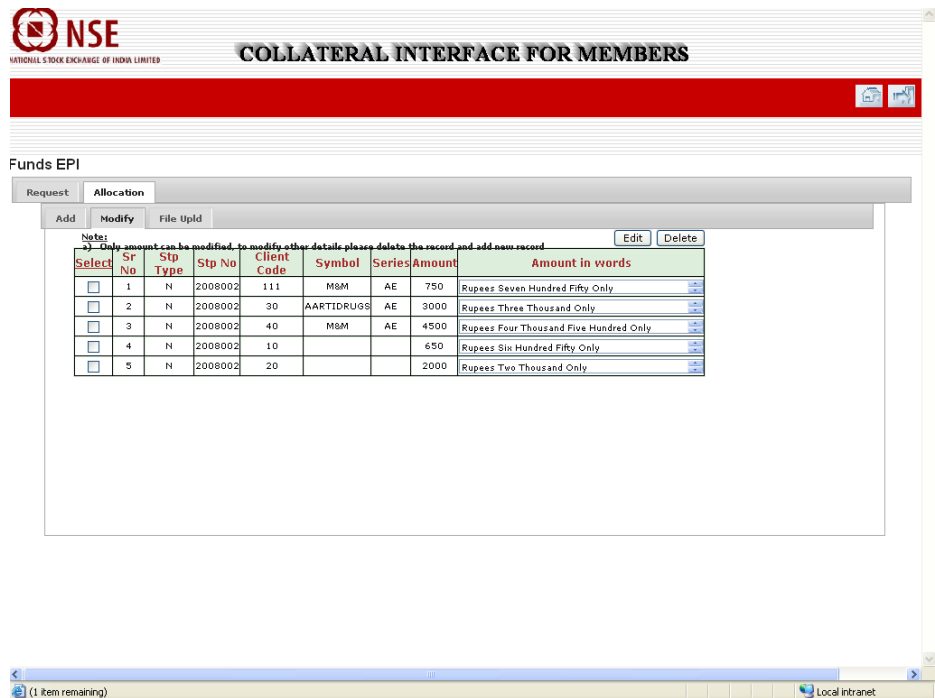 NSE
NATIONAL STOCK EXCHANGE OF INDIA LIMITED
COLLATERAL INTERFACE FOR MEMBERS
Funds EPI
Request Allocation
Add Modify File Upld
Note:
a) Only amount can be modified, to modify other details please delete the record and add new record
Edit Delete
Select Sr No Stp Type Stp No Client Code Symbol Series Amount Amount in words
1 N 2008002 111 M&M AE 750 Rupees Seven Hundred Fifty Only
2 N 2008002 30 AARTIDRUGS AE 3000 Rupees Three Thousand Only
3 N 2008002 40 M&M AE 4500 Rupees Four Thousand Five Hundred Only
4 N 2008002 10 650 Rupees Six Hundred Fifty Only
5 N 2008002 20 2000 Rupees Two Thousand Only
(1 item remaining) Local intranet